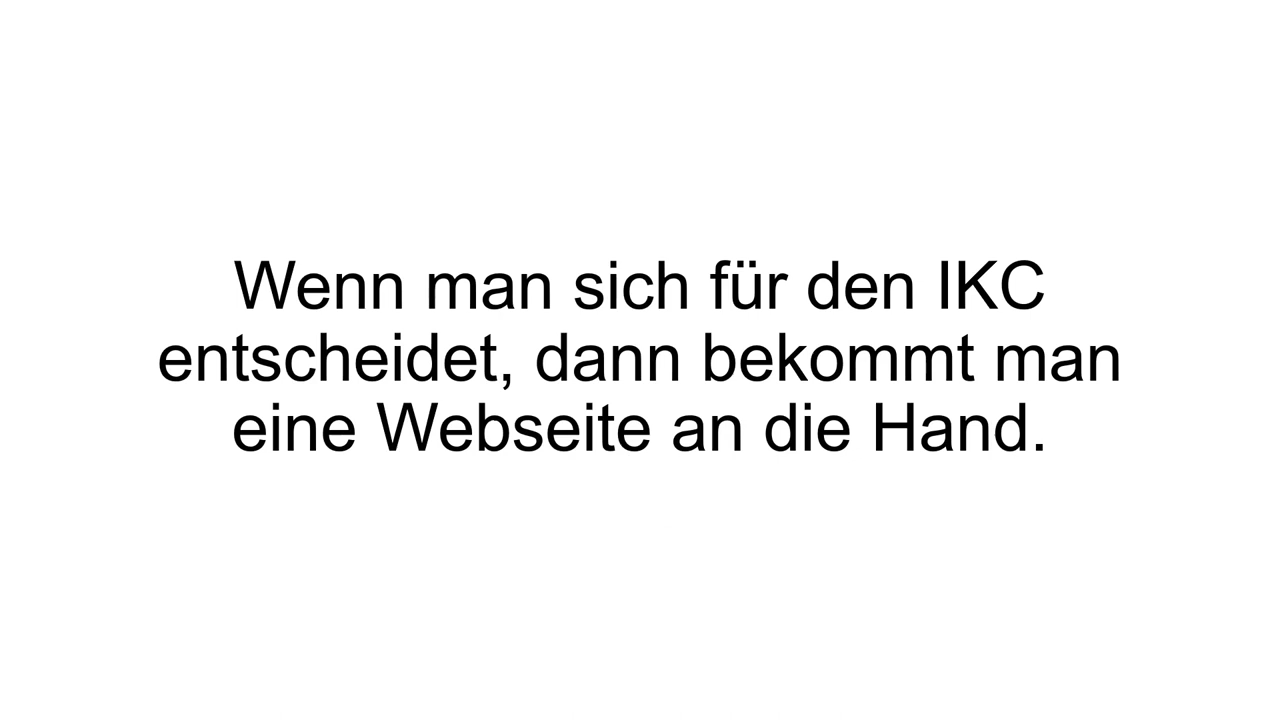 Wenn man sich für den IKC
entscheidet, dann bekommt man
eine Webseite an die Hand.